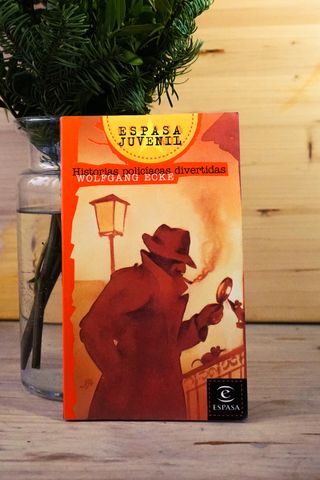 ESPASA
JUVENIL
Historias policíacas divertidas
WOLFGANG ECKE
e
ESPASA